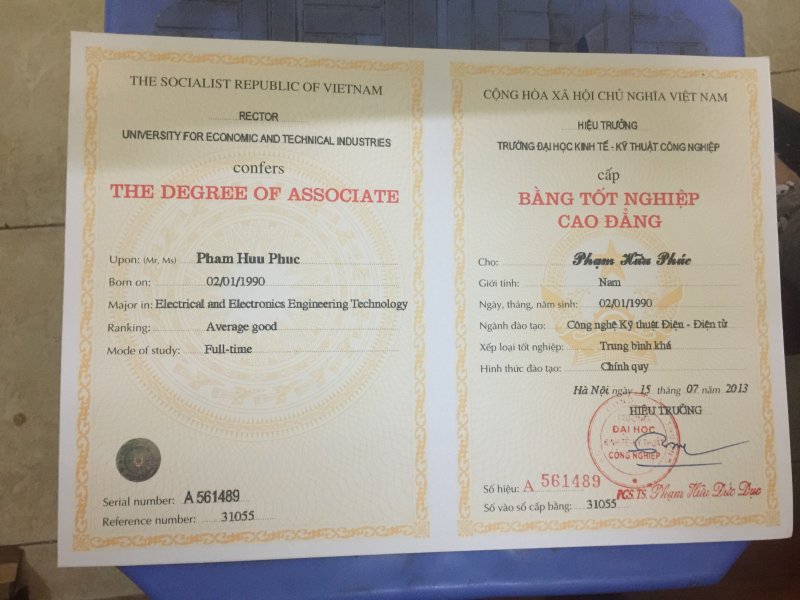 THE SOCIALIST REPUBLIC OF VIETNAM
RECTOR
UNIVERSITY FOR ECONOMIC AND TECHNICAL INDUSTRIES
confers
THE DEGREE OF ASSOCIATE
Upon: (Mr, Ms) Pham Huu Phuc
Born on: 02/01/1990
Major in: Electrical and Electronics Engineering Technology
Ranking: Average good
Mode of study: Full-time
Serial number: A 561489
Reference number: 31055
CỘNG HÒA XÃ HỘI CHỦ NGHĨA VIỆT NAM
HIỆU TRƯỞNG
TRƯỜNG ĐẠI HỌC KINH TẾ - KỸ THUẬT CÔNG NGHIỆP
cấp
BẰNG TỐT NGHIỆP
CAO ĐẲNG
Cho: Phạm Hữu Phúc
Giới tính: Nam
Ngày, tháng, năm sinh: 02/01/1990
Ngành đào tạo: Công nghệ Kỹ thuật Điện - Điện tử
Xếp loại tốt nghiệp: Trung bình khá
Hình thức đào tạo: Chính quy
Hà Nội ngày 15 tháng 07 năm 2013
HIỆU TRƯỞNG
TRƯỜNG
ĐẠI HỌC
KINH TẾ-KỸ THUẬT
CÔNG NGHIỆP
Số hiệu: A 561489
PGS.TS. Phạm Hữu Đức Dục
Số vào sổ cấp bằng: 31055